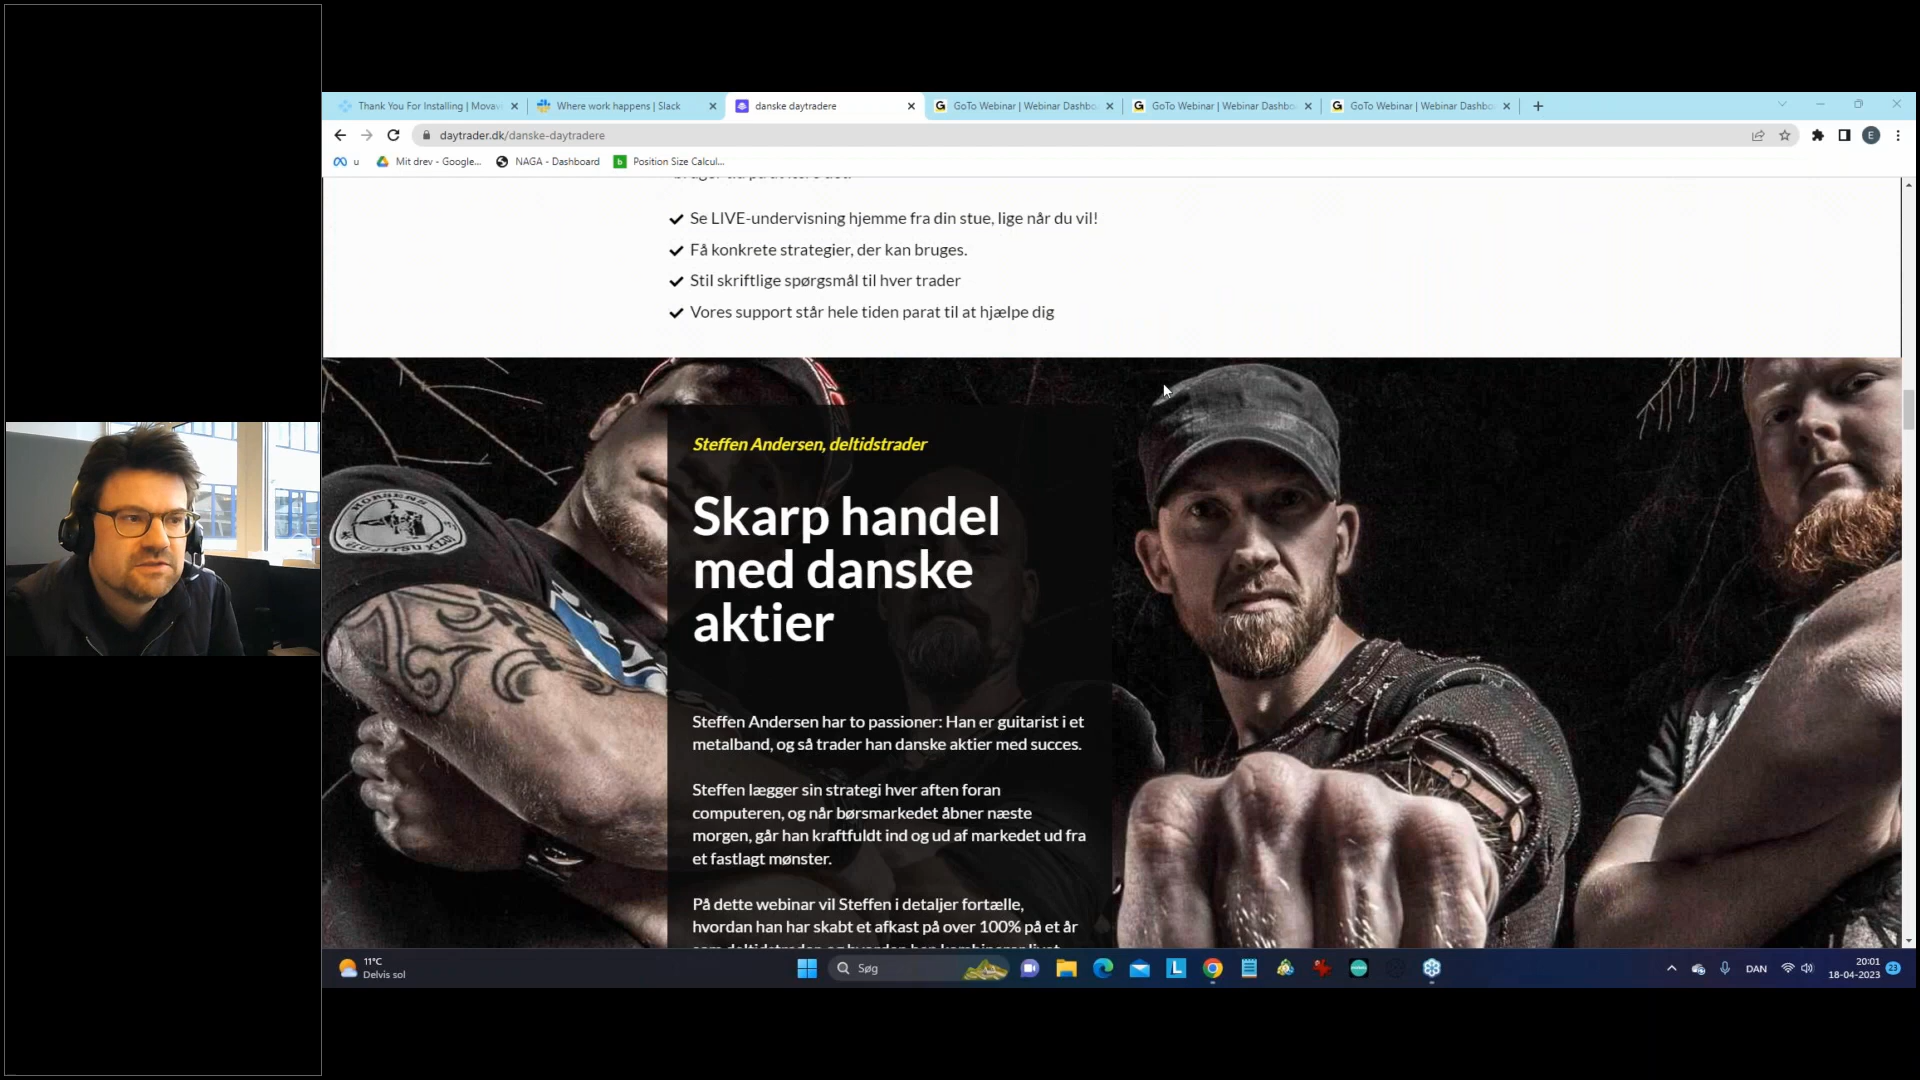 Thank You For Installing | Movav
Where work happens | Slack
danske daytradere
GoTo Webinar | Webinar Dashbo
GoTo Webinar | Webinar Dashbo
GoTo Webinar | Webinar Dashbo
daytrader.dk/danske-daytradere
E
u
Mit drev - Google...
NAGA - Dashboard
Position Size Calcul...
Se LIVE-undervisning hjemme fra din stue, lige når du vil!
Få konkrete strategier, der kan bruges.
Stil skriftlige spørgsmål til hver trader
Vores support står hele tiden parat til at hjælpe dig
HORSENS
Steffen Andersen, deltidstrader
Skarp handel
med danske
aktier
Steffen Andersen har to passioner: Han er guitarist i et
metalband, og så trader han danske aktier med succes.
Steffen lægger sin strategi hver aften foran
computeren, og når børsmarkedet åbner næste
morgen, går han kraftfuldt ind og ud af markedet ud fra
et fastlagt mønster.
På dette webinar vil Steffen i detaljer fortælle,
hvordan han har skabt et afkast på over 100% på et år
11°C
Delvis sol
Søg
L
DAN
20:01
18-04-2023
23